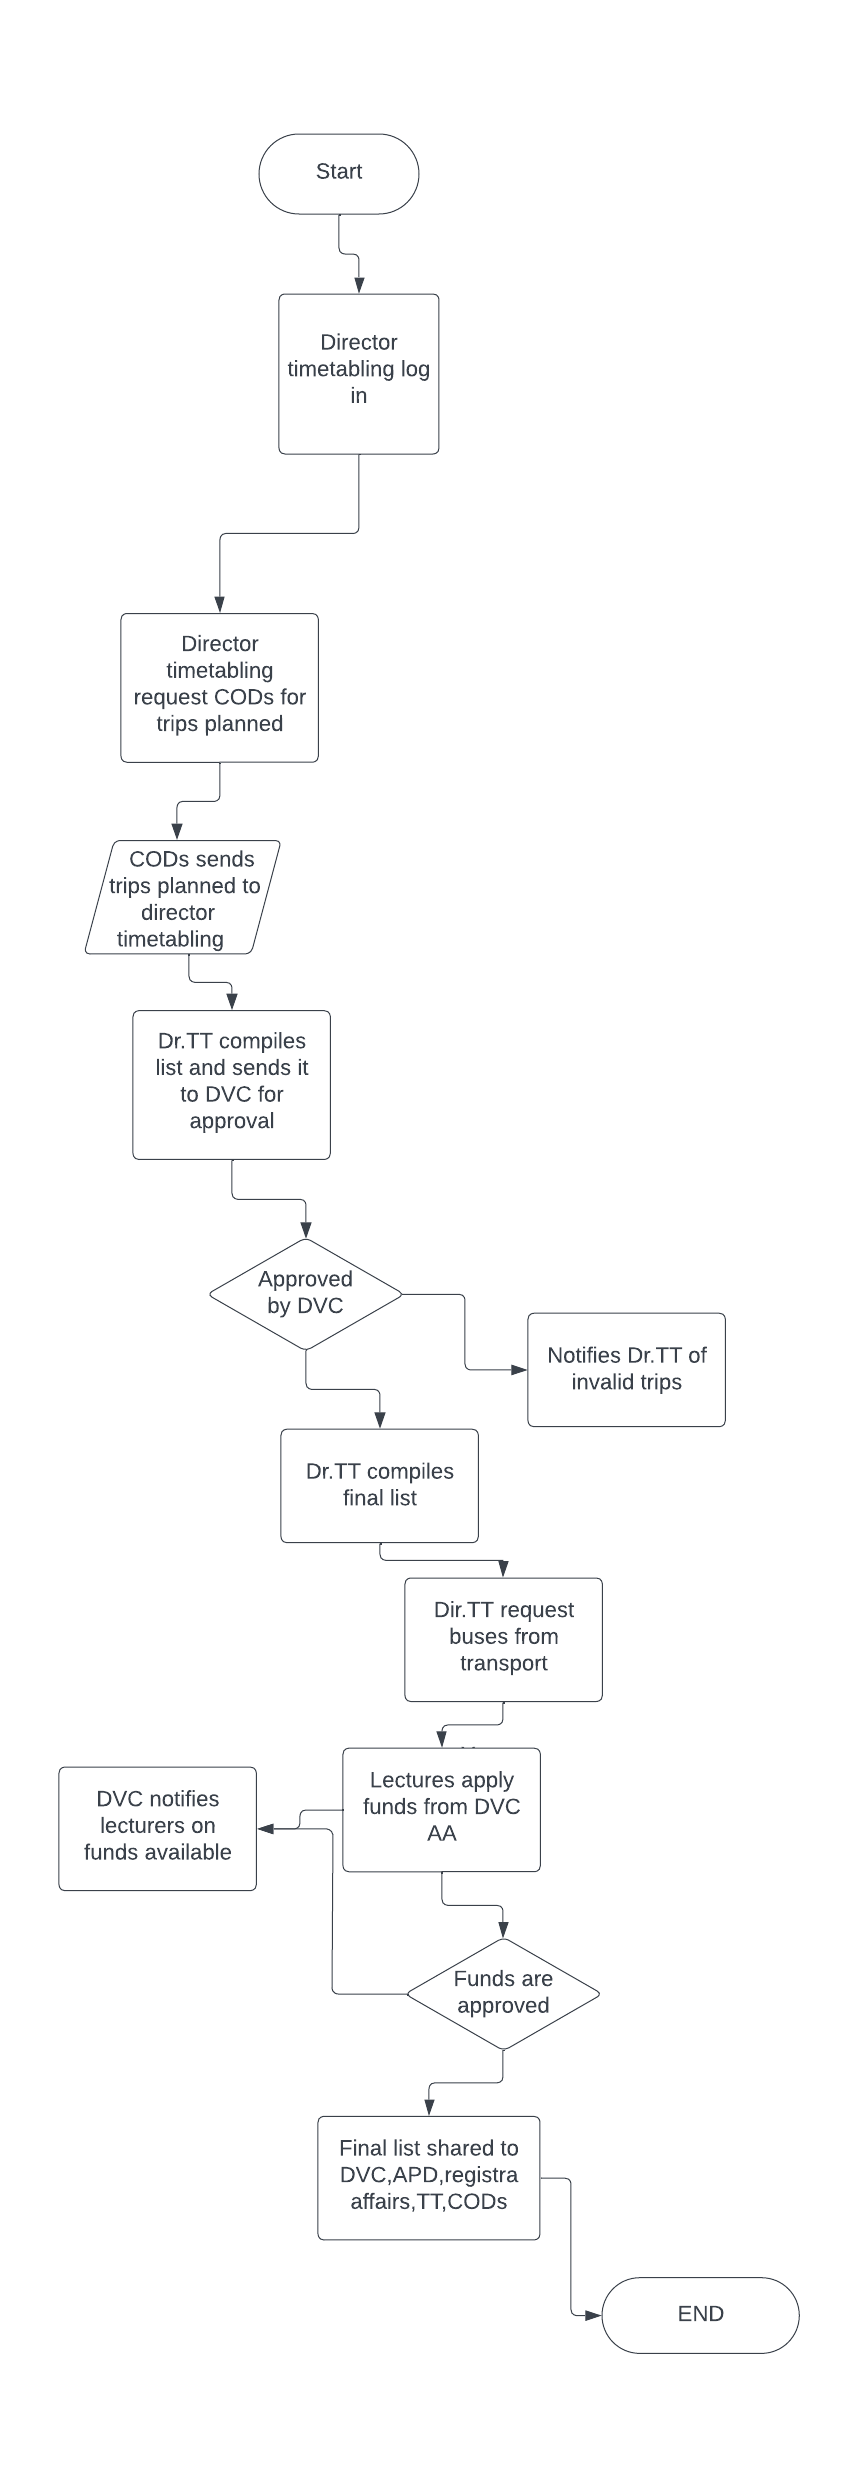 Start
Director
timetabling log
in
Director
timetabling
request CODs for
trips planned
CODs sends
trips planned to
director
timetabling
Dr.TT compiles
list and sends it
to DVC for
approval
Approved
by DVC
Notifies Dr.TT of
invalid trips
Dr.TT compiles
final list
Dir.TT request
buses from
transport
Lectures apply
funds from DVC
AA
DVC notifies
lecturers on
funds available
Funds are
approved
Final list shared to
DVC,APD,registra
affairs,TT,CODs
END